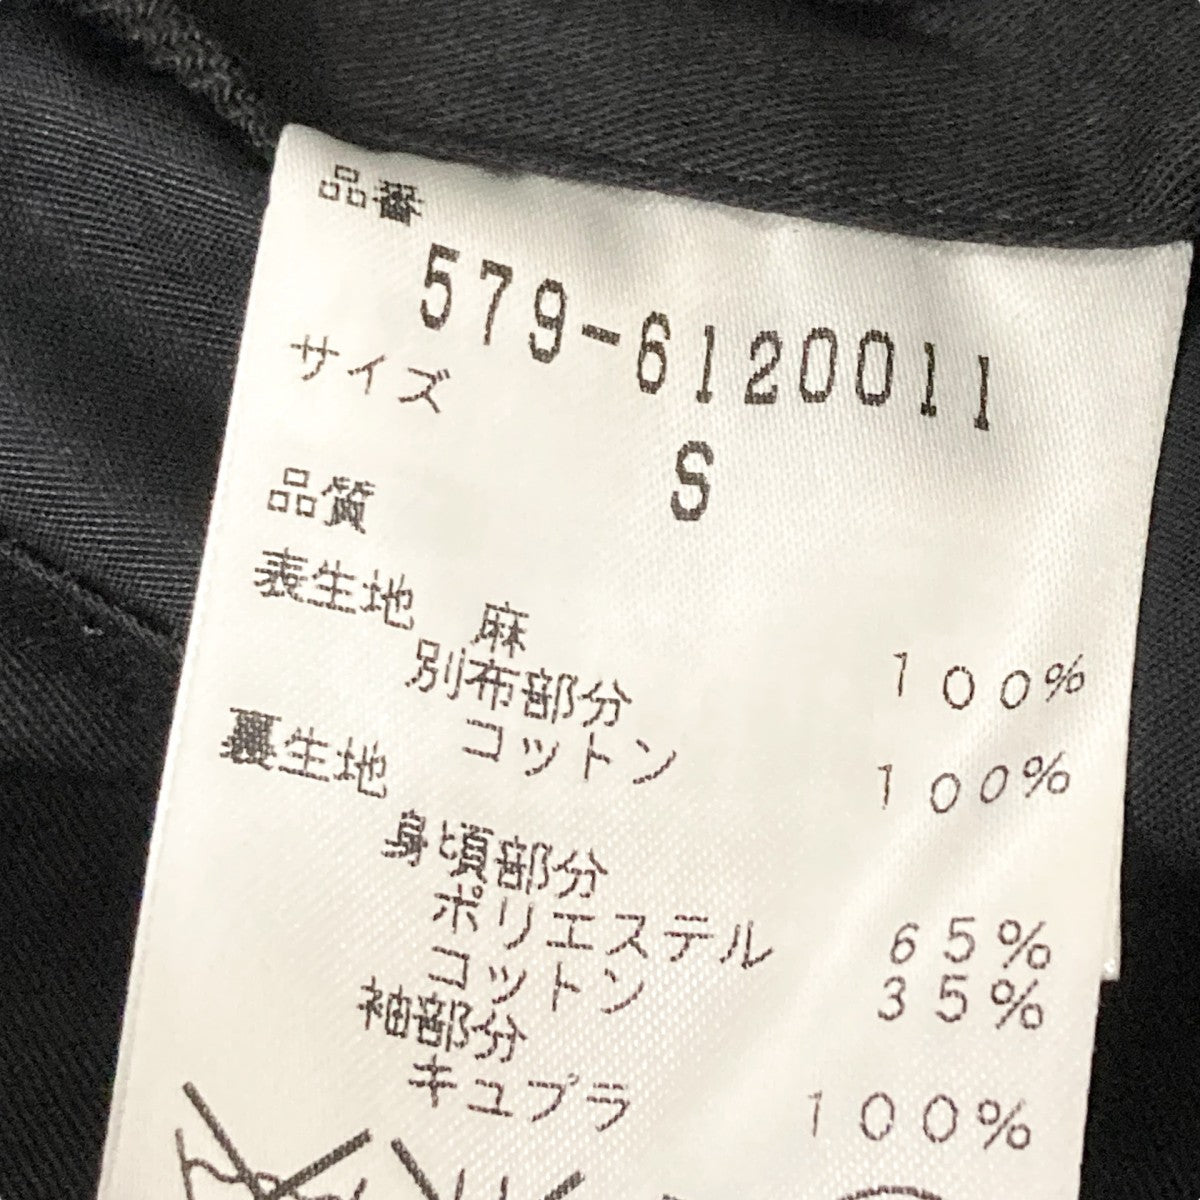 品番
579-6120011
サイズ
S
品質
表生地 麻 100%
別布部分
コットン 100%
裏生地
身頃部分
ポリエステル 65%
コットン 35%
袖部分
キュプラ 100%